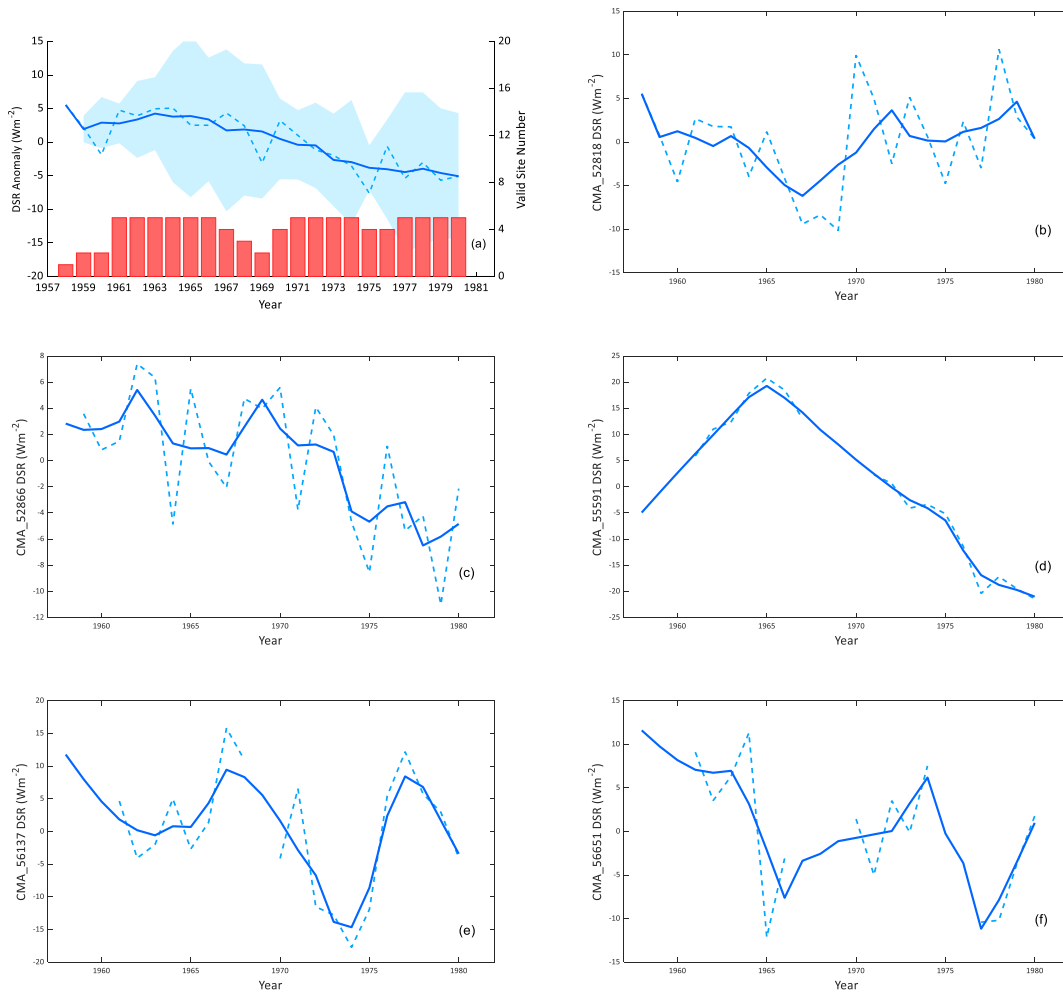 15
10
5
0
-5
-10
-15
-20
DSR Anomaly (Wm-2)
20
16
12
8
4
0
Valid Site Number
(a)
1957 1959 1961 1963 1965 1967 1969 1971 1973 1975 1977 1979 1981
Year
15
10
5
0
-5
-10
-15
CMA_52818 DSR (Wm-2)
(b)
1960 1965 1970 1975 1980
8
6
4
2
0
-2
-4
-6
-8
-10
-12
CMA_52866 DSR (Wm-2)
(c)
1960 1965 1970 1975 1980
Year
25
20
15
10
5
0
-5
-10
-15
-20
-25
CMA_55591 DSR (Wm-2)
(d)
1960 1965 1970 1975 1980
Year
20
15
10
5
0
-5
-10
-15
-20
CMA_56137 DSR (Wm-2)
(e)
1960 1965 1970 1975 1980
Year
15
10
5
0
-5
-10
-15
CMA_56651 DSR (Wm-2)
(f)
1960 1965 1970 1975 1980
Year